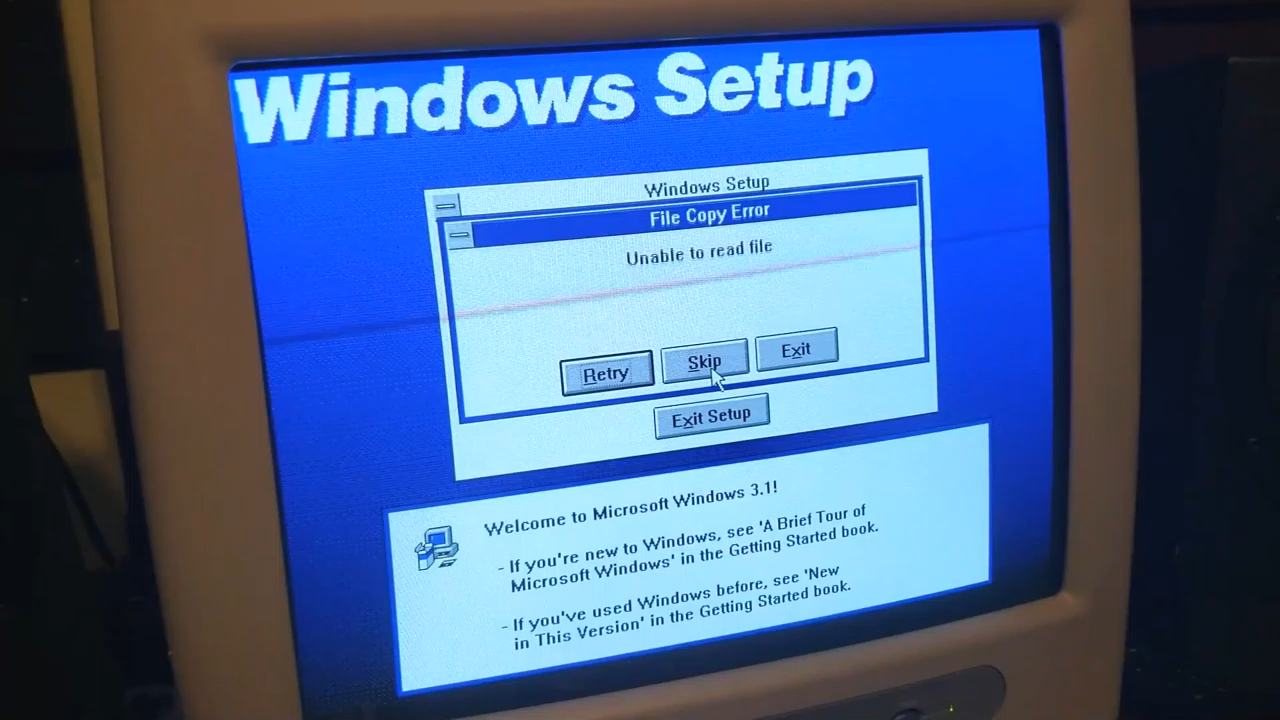 Windows Setup
Windows Setup
File Copy Error
Unable to read file
Retry
Skip
Exit
Exit Setup
Welcome to Microsoft Windows 3.1!
- If you're new to Windows, see 'A Brief Tour of
Microsoft Windows' in the Getting Started book.
- If you've used Windows before, see 'New
in This Version' in the Getting Started book.